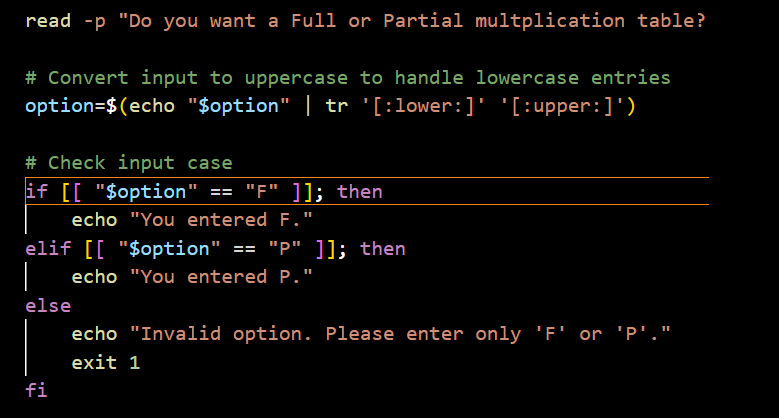 read -p "Do you want a Full or Partial multplication table?
# Convert input to uppercase to handle lowercase entries
option=$(echo "$option" | tr '[:lower:]' '[:upper:]')
# Check input case
if [[ "$option" == "F" ]]; then
    echo "You entered F."
elif [[ "$option" == "P" ]]; then
    echo "You entered P."
else
    echo "Invalid option. Please enter only 'F' or 'P'."
    exit 1
fi